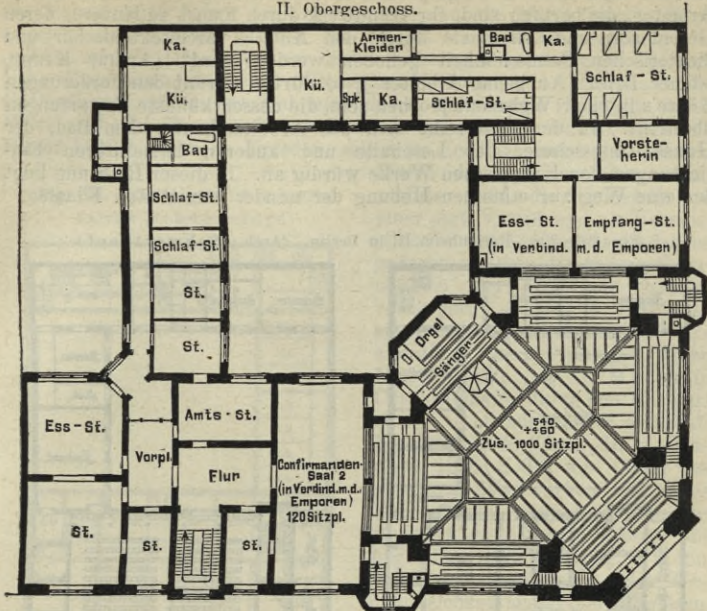 II. Obergeschoss.
Ka.
Kü.
Kü.
Armen-
Kleider
Bad
Ka.
Schlaf-St.
Spk.
Ka.
Schlaf-St.
Bad
Vorste-
herin
Schlaf-St.
Ess-St.
(in Verbind.
Empfang-St.
m.d. Emporen)
Schlaf-St.
St.
St.
Orgel
Sänger
Ess-St.
Amts-St.
540
+460
Zus. 1000 Sitzpl.
Vorpl.
Flur
Confirmanden-
Saal 2
(in Verbind.m.d.
Emporen)
120 Sitzpl.
St.
St.
St.